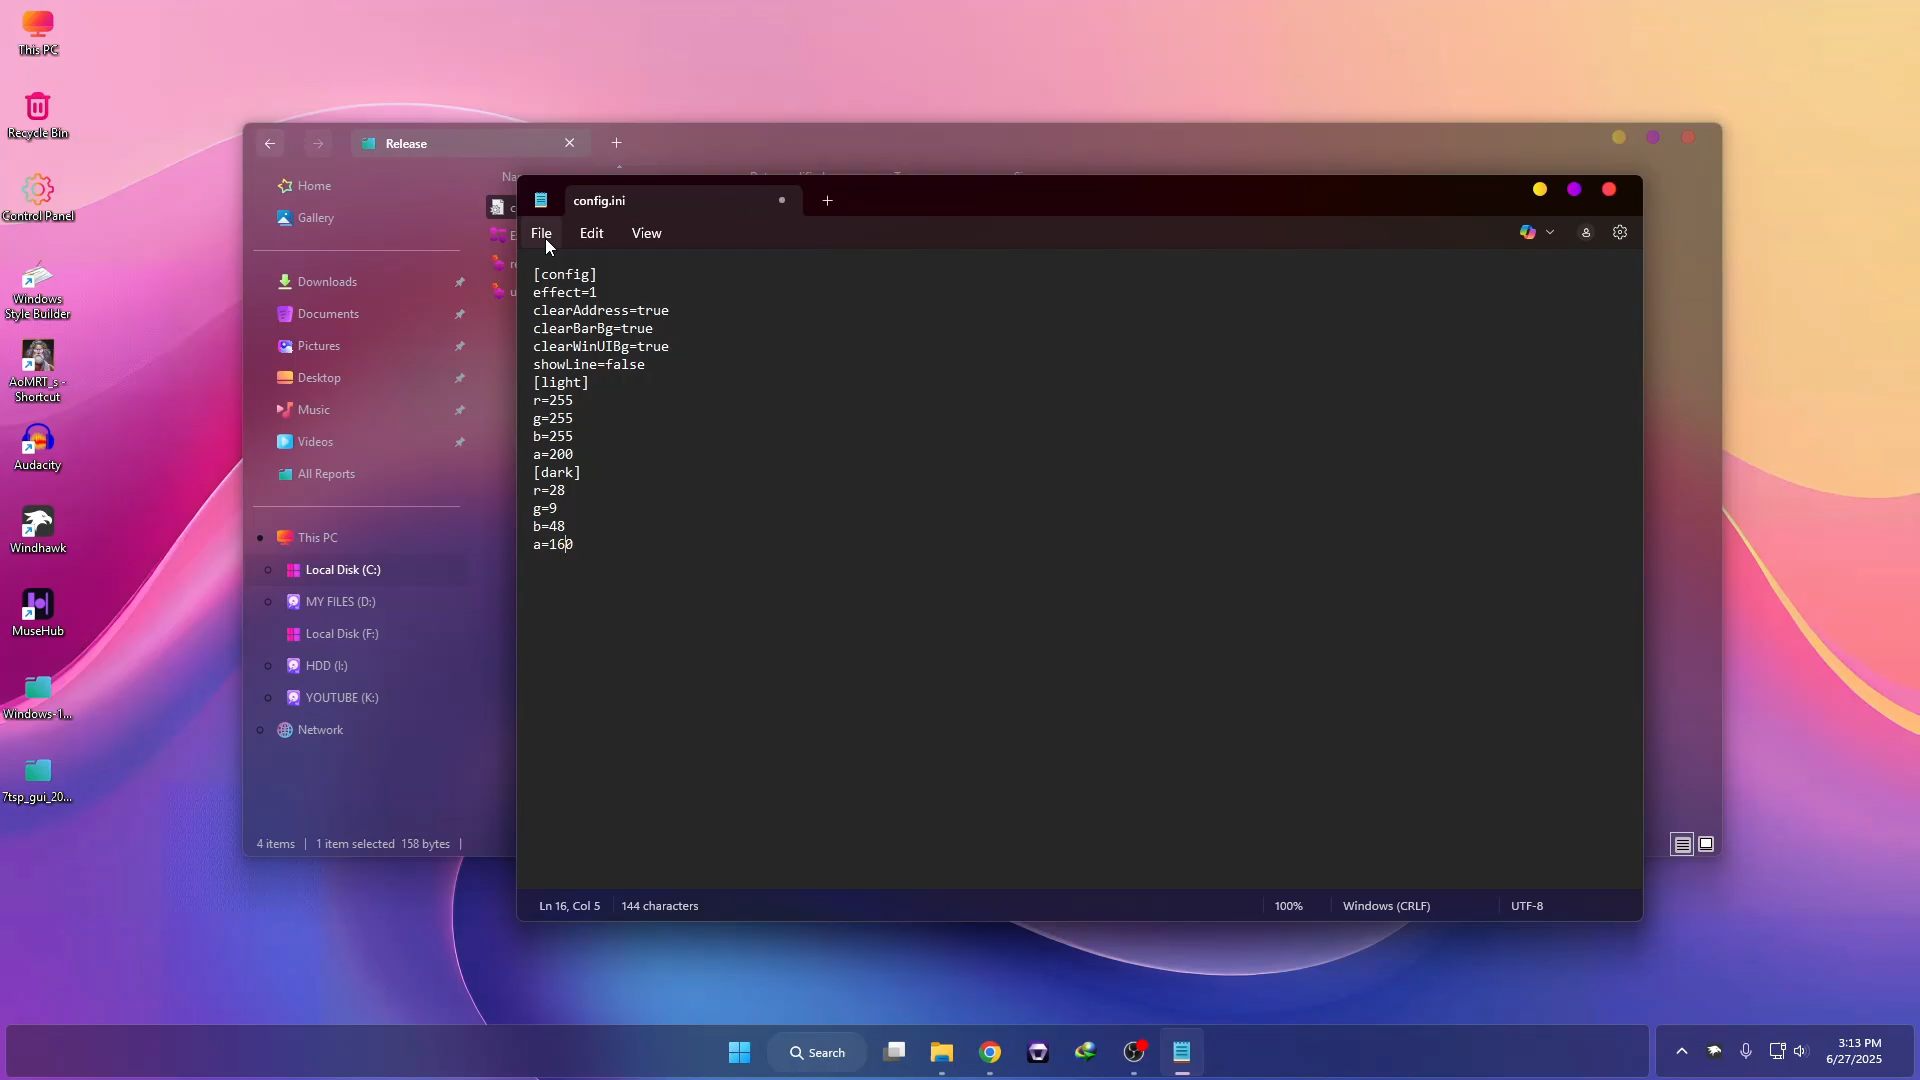 This PC
Recycle Bin
Control Panel
Windows
Style Builder
AoMRT_s -
Shortcut
Audacity
Windhawk
MuseHub
Windows-1...
7tsp_gui_20...
Release
Home
Gallery
Downloads
Documents
Pictures
Desktop
Music
Videos
All Reports
This PC
Local Disk (C:)
MY FILES (D:)
Local Disk (F:)
HDD (I:)
YOUTUBE (K:)
Network
4 items
1 item selected 158 bytes
config.ini
File
Edit
View
[config]
effect=1
clearAddress=true
clearBarBg=true
clearWinUIBg=true
showLine=false
[light]
r=255
g=255
b=255
a=200
[dark]
r=28
g=9
b=48
a=160
Ln 16, Col 5
144 characters
100%
Windows (CRLF)
UTF-8
Search
3:13 PM
6/27/2025